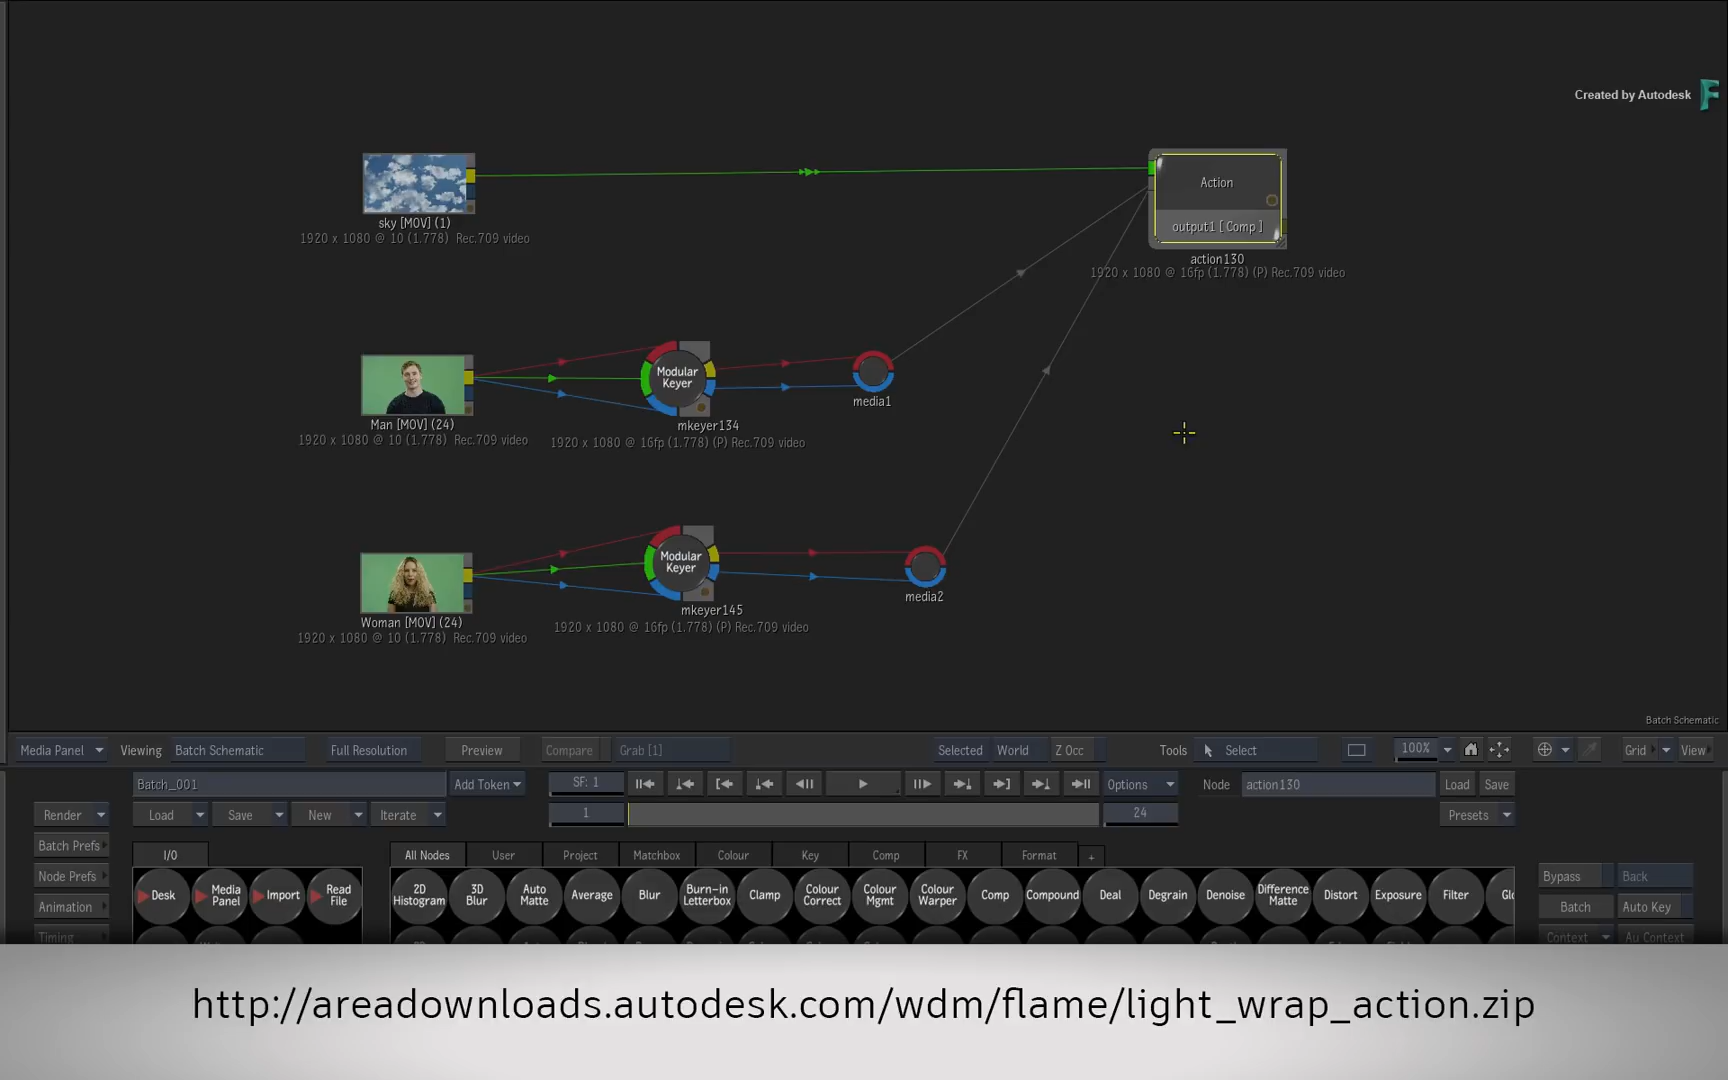 Created by Autodesk
Action
output1 [ Comp ]
action130
1920 x 1080 @ 16fp (1.778) (P) Rec.709 video
sky [MOV] (1)
1920 x 1080 @ 10 (1.778) Rec.709 video
Modular
Keyer
media1
Man [MOV] (24)
mkeyer134
1920 x 1080 @ 10 (1.778) Rec.709 video
1920 x 1080 @ 16fp (1.778) (P) Rec.709 video
Modular
Keyer
media2
Woman [MOV] (24)
mkeyer145
1920 x 1080 @ 10 (1.778) Rec.709 video
1920 x 1080 @ 16fp (1.778) (P) Rec.709 video
Batch Schematic
Media Panel Viewing Batch Schematic Full Resolution Preview Compare Grab [1] Selected World Z Occ Tools Select 100% Grid View
Batch_001 Add Token SF: 1 Options Node action130 Load Save
Render Load Save New Iterate 1 24 Presets
Batch Prefs I/O All Nodes User Project Matchbox Colour Key Comp FX Format +
Node Prefs Bypass Back
Desk Media Panel Import Read File 2D Histogram 3D Blur Auto Matte Average Blur Burn-in Letterbox Clamp Colour Correct Colour Mgmt Colour Warper Comp Compound Deal Degrain Denoise Difference Matte Distort Exposure Filter
Animation Batch Auto Key
Timing Context Au Context
http://areadownloads.autodesk.com/wdm/flame/light_wrap_action.zip